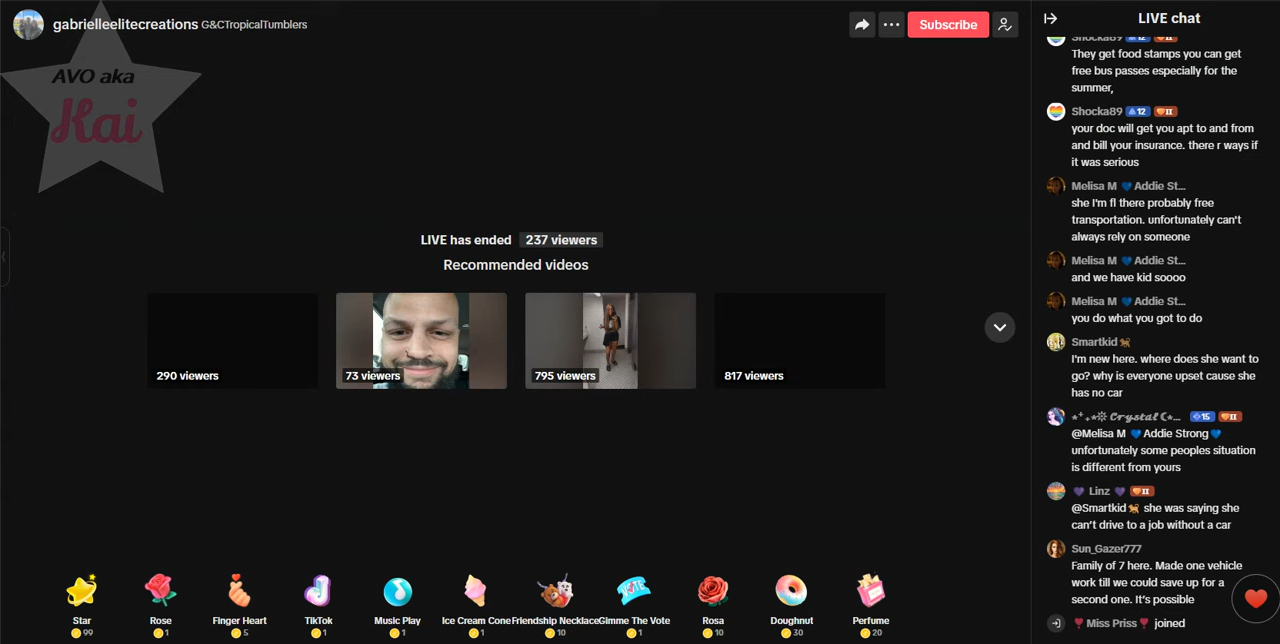 gabrielleelitecreations G&CTropicalTumblers
Subscribe
AVO aka
Kai
LIVE has ended 237 viewers
Recommended videos
290 viewers
73 viewers
795 viewers
817 viewers
Star
99
Rose
1
Finger Heart
5
TikTok
1
Music Play
1
Ice Cream Cone
1
Friendship Necklace
10
Gimme The Vote
1
Rosa
10
Doughnut
30
Perfume
20
LIVE chat
Shocka89 12 II
They get food stamps you can get
free bus passes especially for the
summer,
Shocka89 12 II
your doc will get you apt to and from
and bill your insurance. there r ways if
it was serious
Melisa M 💙Addie St...
she I'm fl there probably free
transportation. unfortunately can't
always rely on someone
Melisa M 💙Addie St...
and we have kid soooo
Melisa M 💙Addie St...
you do what you got to do
Smartkid🐕
I'm new here. where does she want to
go? why is everyone upset cause she
has no car
⋆⁺₊⋆☼ 𝓒𝓻𝔂𝓼𝓽𝓪𝓵 ☾⋆... 15 II
@Melisa M 💙Addie Strong💙
unfortunately some peoples situation
is different from yours
💜 Linz 💜 II
@Smartkid🐕 she was saying she
can't drive to a job without a car
Sun_Gazer777
Family of 7 here. Made one vehicle
work till we could save up for a
second one. It's possible
❣️Miss Priss❣️ joined